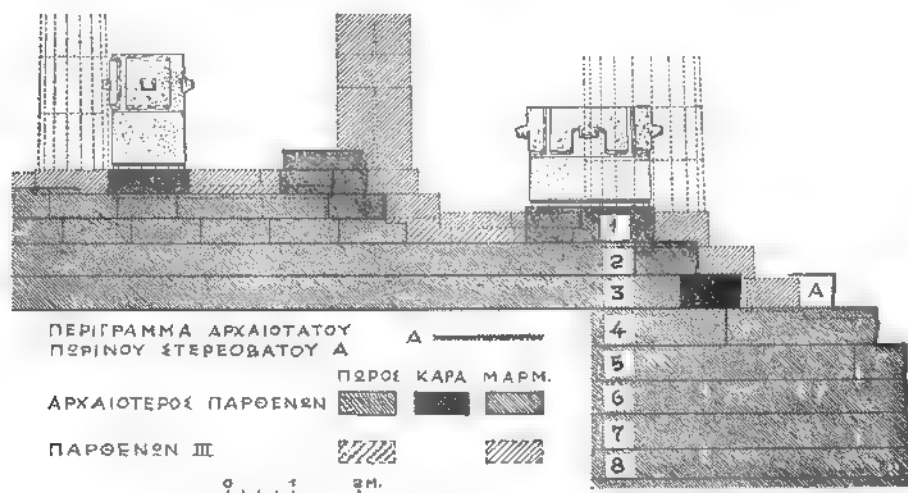 1
2
3
A
4
5
6
7
8
ΠΕΡΙΓΡΑΜΜΑ ΑΡΧΑΙΟΤΑΤΟΥ
ΠΩΡΙΝΟΥ ΣΤΕΡΕΟΒΑΤΟΥ Α
Α
ΠΩΡΟΣ ΚΑΡΑ ΜΑΡΜ.
ΑΡΧΑΙΟΤΕΡΟΣ ΠΑΡΘΕΝΩΝ
ΠΑΡΘΕΝΩΝ ΙΙΙ
0 1 2Μ.